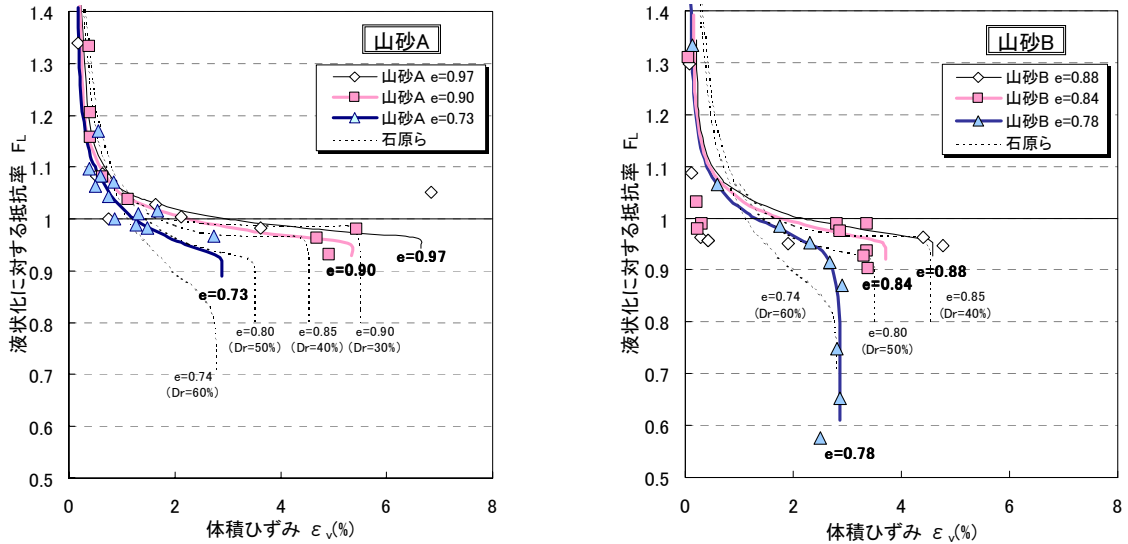 山砂A
山砂A e=0.97
山砂A e=0.90
山砂A e=0.73
石原ら
液状化に対する抵抗率 FL
1.4
1.3
1.2
1.1
1
0.9
0.8
0.7
0.6
0.5
e=0.97
e=0.90
e=0.73
e=0.80
(Dr=50%)
e=0.85
(Dr=40%)
e=0.90
(Dr=30%)
e=0.74
(Dr=60%)
0 2 4 6 8
体積ひずみ εv(%)
山砂B
山砂B e=0.88
山砂B e=0.84
山砂B e=0.78
石原ら
液状化に対する抵抗率 FL
1.4
1.3
1.2
1.1
1
0.9
0.8
0.7
0.6
0.5
e=0.88
e=0.84
e=0.74
(Dr=60%)
e=0.85
(Dr=40%)
e=0.80
(Dr=50%)
e=0.78
0 2 4 6 8
体積ひずみ εv(%)